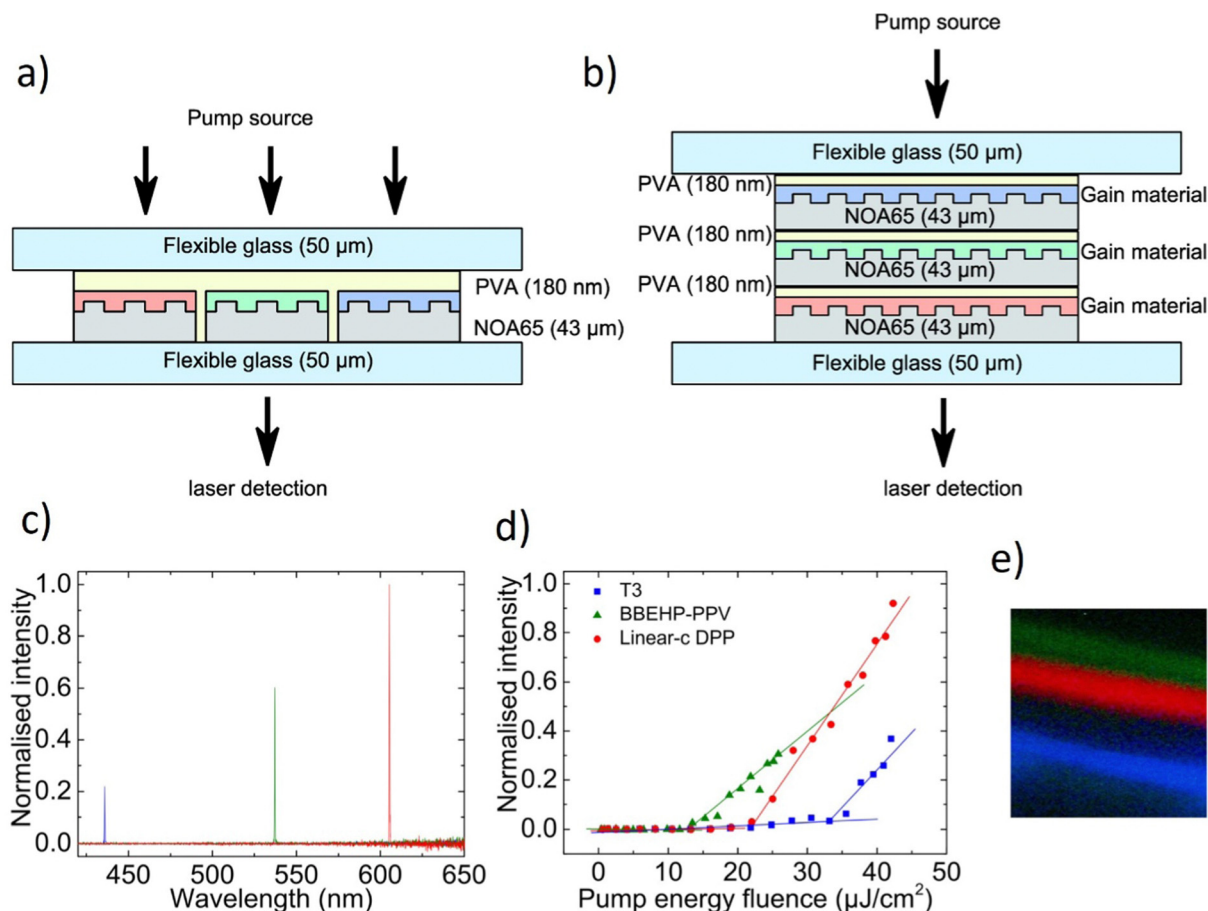 a)
Pump source
Flexible glass (50 µm)
PVA (180 nm)
NOA65 (43 µm)
Flexible glass (50 µm)
laser detection
b)
Pump source
Flexible glass (50 µm)
PVA (180 nm)
Gain material
NOA65 (43 µm)
PVA (180 nm)
Gain material
NOA65 (43 µm)
PVA (180 nm)
Gain material
NOA65 (43 µm)
Flexible glass (50 µm)
laser detection
c)
Normalised intensity
1.0
0.8
0.6
0.4
0.2
0.0
450 500 550 600 650
Wavelength (nm)
d)
Normalised intensity
1.0
0.8
0.6
0.4
0.2
0.0
T3
BBEHP-PPV
Linear-c DPP
0 10 20 30 40 50
Pump energy fluence (µJ/cm²)
e)